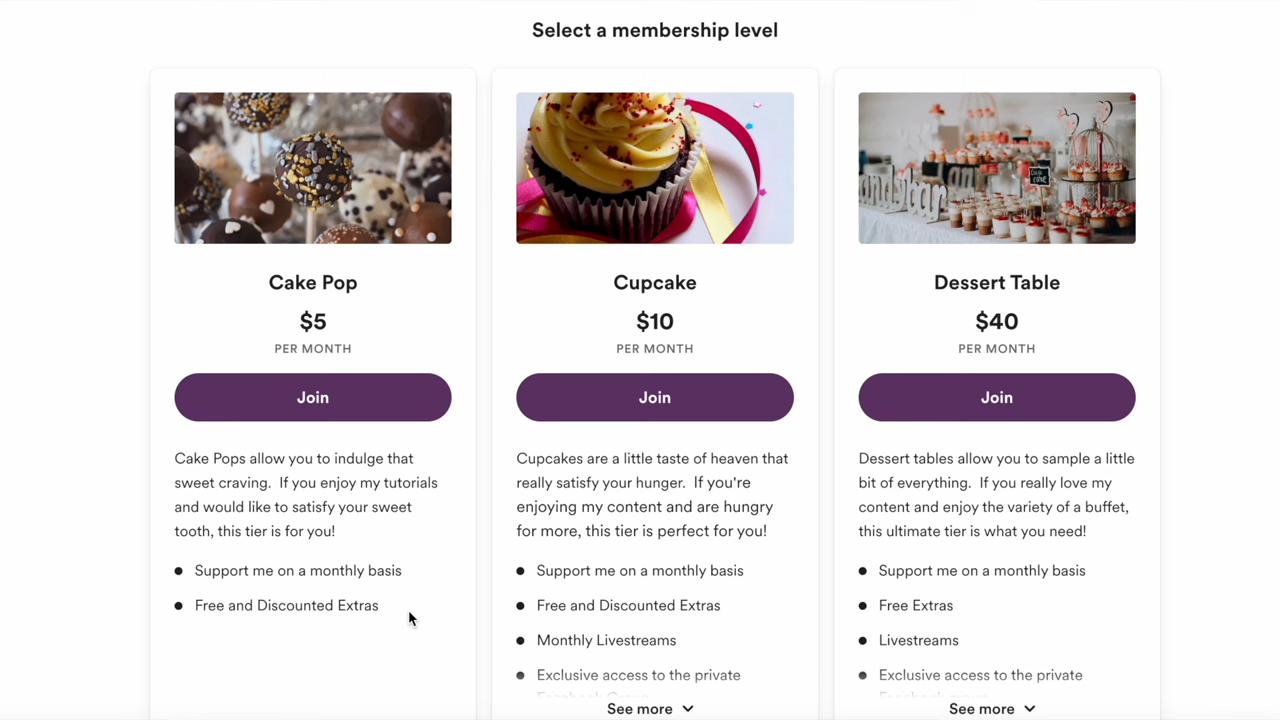 Select a membership level
Cake Pop
$5
PER MONTH
Join
Cake Pops allow you to indulge that
sweet craving.  If you enjoy my tutorials
and would like to satisfy your sweet
tooth, this tier is for you!
Support me on a monthly basis
Free and Discounted Extras
Cupcake
$10
PER MONTH
Join
Cupcakes are a little taste of heaven that
really satisfy your hunger.  If you're
enjoying my content and are hungry
for more, this tier is perfect for you!
Support me on a monthly basis
Free and Discounted Extras
Monthly Livestreams
Exclusive access to the private
See more
Dessert Table
$40
PER MONTH
Join
Dessert tables allow you to sample a little
bit of everything.  If you really love my
content and enjoy the variety of a buffet,
this ultimate tier is what you need!
Support me on a monthly basis
Free Extras
Livestreams
Exclusive access to the private
See more